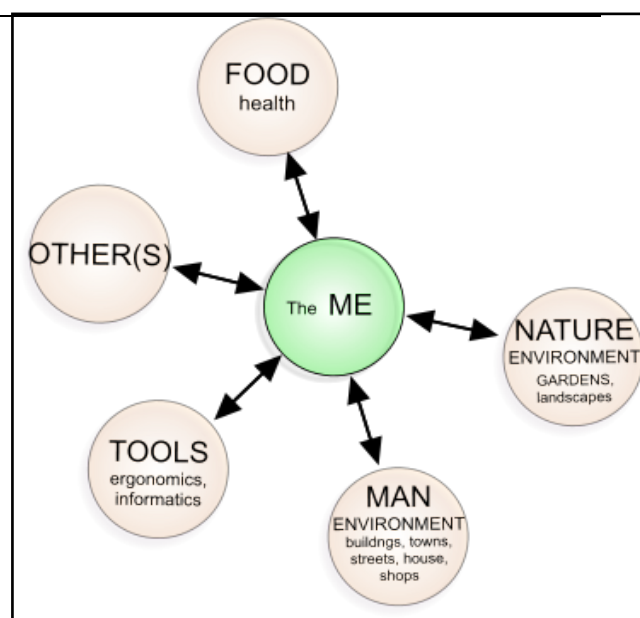 FOOD
health
OTHER(S)
The ME
NATURE
ENVIRONMENT
GARDENS,
landscapes
TOOLS
ergonomics,
informatics
MAN
ENVIRONMENT
buildngs, towns,
streets, house,
shops